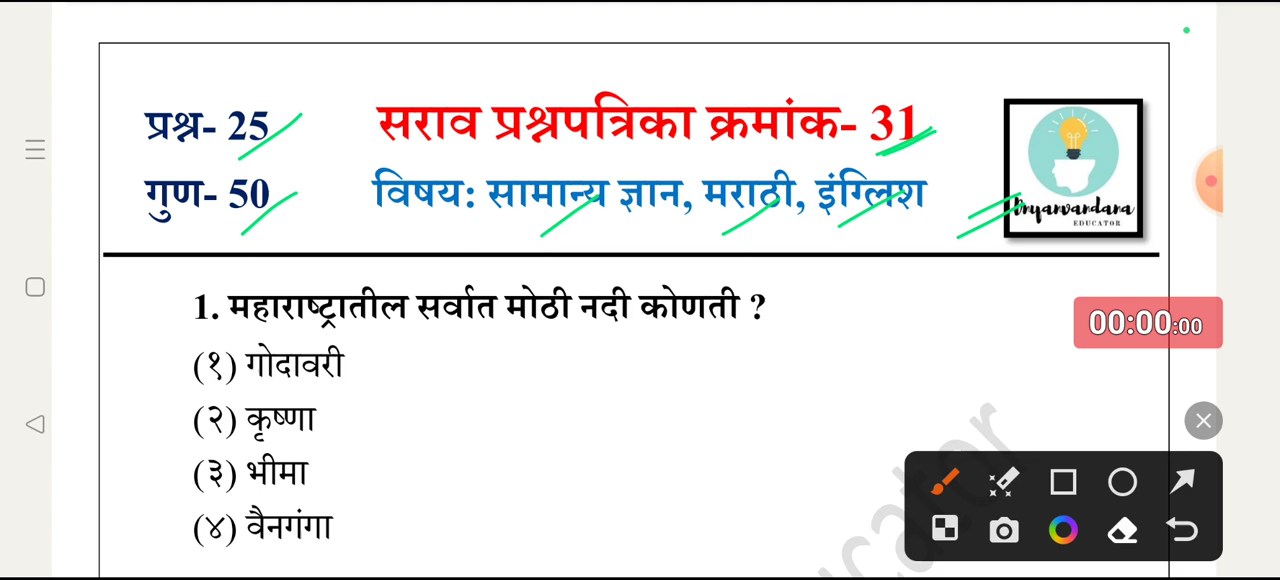 प्रश्न- 25
सराव प्रश्नपत्रिका क्रमांक- 31
गुण- 50
विषय: सामान्य ज्ञान, मराठी, इंग्लिश
Dnyanvandana
EDUCATOR
1. महाराष्ट्रातील सर्वात मोठी नदी कोणती ?
00:00:00
(१) गोदावरी
(२) कृष्णा
(३) भीमा
(४) वैनगंगा